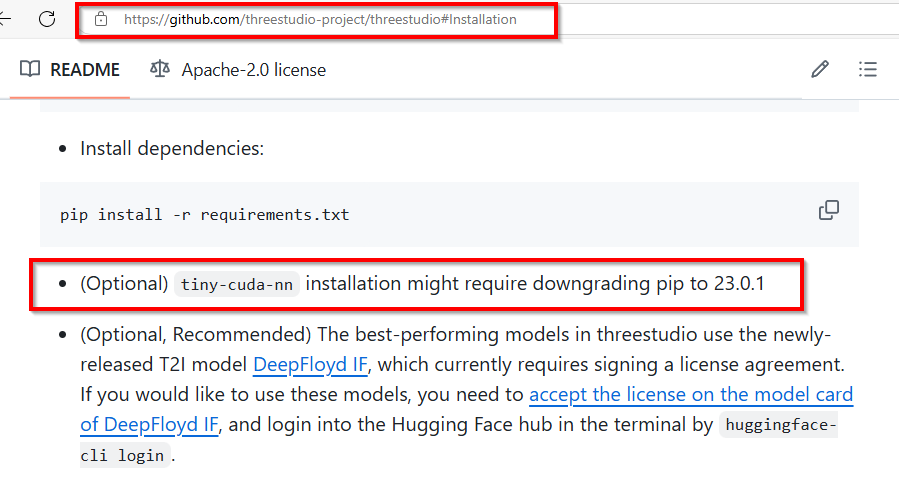 https://github.com/threestudio-project/threestudio#Installation
README Apache-2.0 license
Install dependencies:
pip install -r requirements.txt
(Optional) tiny-cuda-nn installation might require downgrading pip to 23.0.1
(Optional, Recommended) The best-performing models in threestudio use the newly-
released T2I model DeepFloyd IF, which currently requires signing a license agreement.
If you would like to use these models, you need to accept the license on the model card
of DeepFloyd IF, and login into the Hugging Face hub in the terminal by huggingface-
cli login.